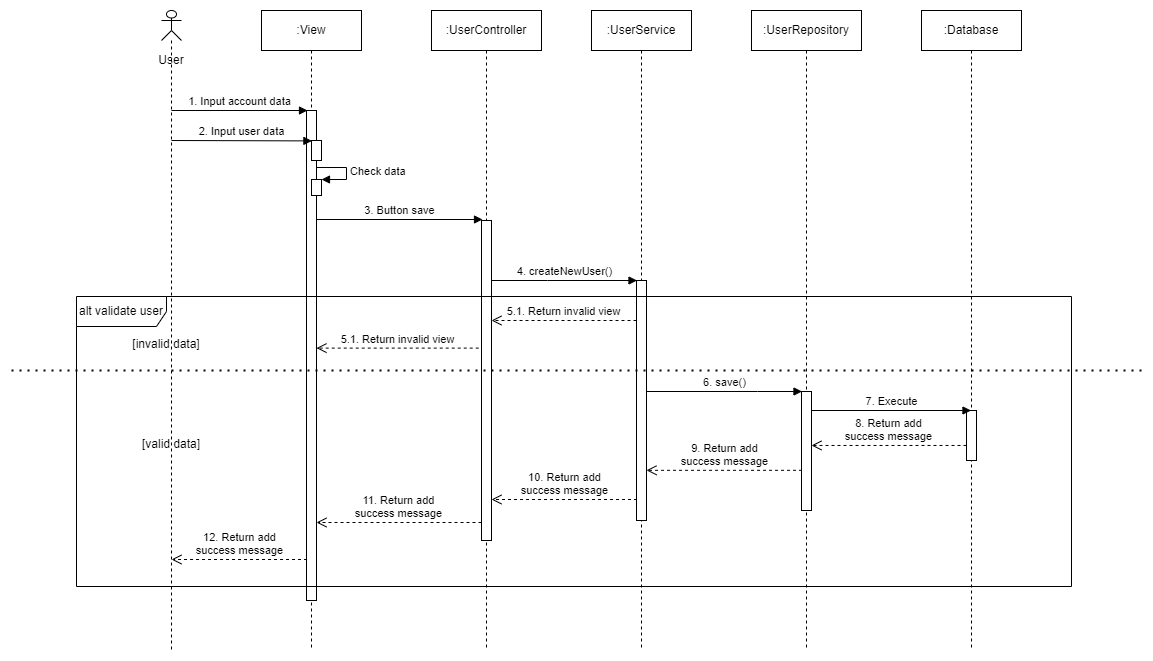 :View
:UserController
:UserService
:UserRepository
:Database
User
1. Input account data
2. Input user data
Check data
3. Button save
4. createNewUser()
alt validate user
5.1. Return invalid view
5.1. Return invalid view
[invalid data]
6. save()
7. Execute
8. Return add
success message
[valid data]
9. Return add
success message
10. Return add
success message
11. Return add
success message
12. Return add
success message